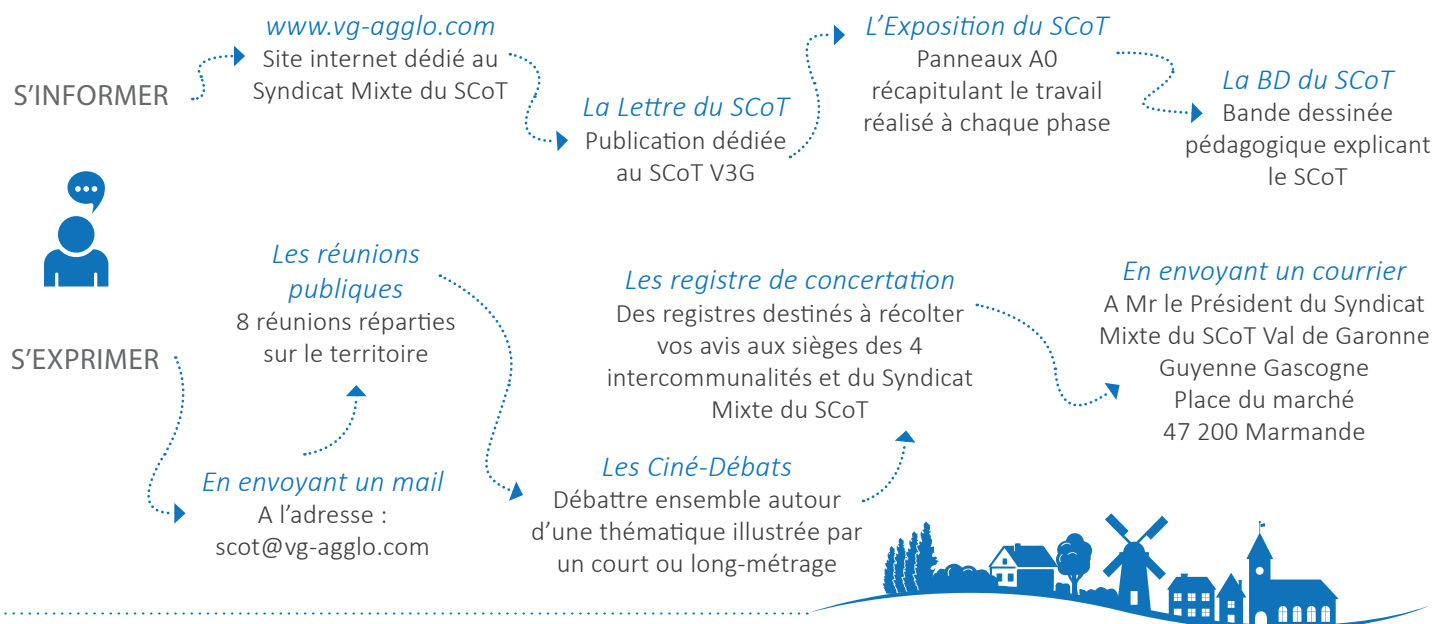 S'INFORMER
www.vg-agglo.com
Site internet dédié au
Syndicat Mixte du SCoT
La Lettre du SCoT
Publication dédiée
au SCoT V3G
L'Exposition du SCoT
Panneaux A0
récapitulant le travail
réalisé à chaque phase
La BD du SCoT
Bande dessinée
pédagogique explicant
le SCoT
S'EXPRIMER
En envoyant un mail
A l'adresse :
scot@vg-agglo.com
Les réunions
publiques
8 réunions réparties
sur le territoire
Les Ciné-Débats
Débattre ensemble autour
d'une thématique illustrée par
un court ou long-métrage
Les registre de concertation
Des registres destinés à récolter
vos avis aux sièges des 4
intercommunalités et du Syndicat
Mixte du SCoT
En envoyant un courrier
A Mr le Président du Syndicat
Mixte du SCoT Val de Garonne
Guyenne Gascogne
Place du marché
47 200 Marmande